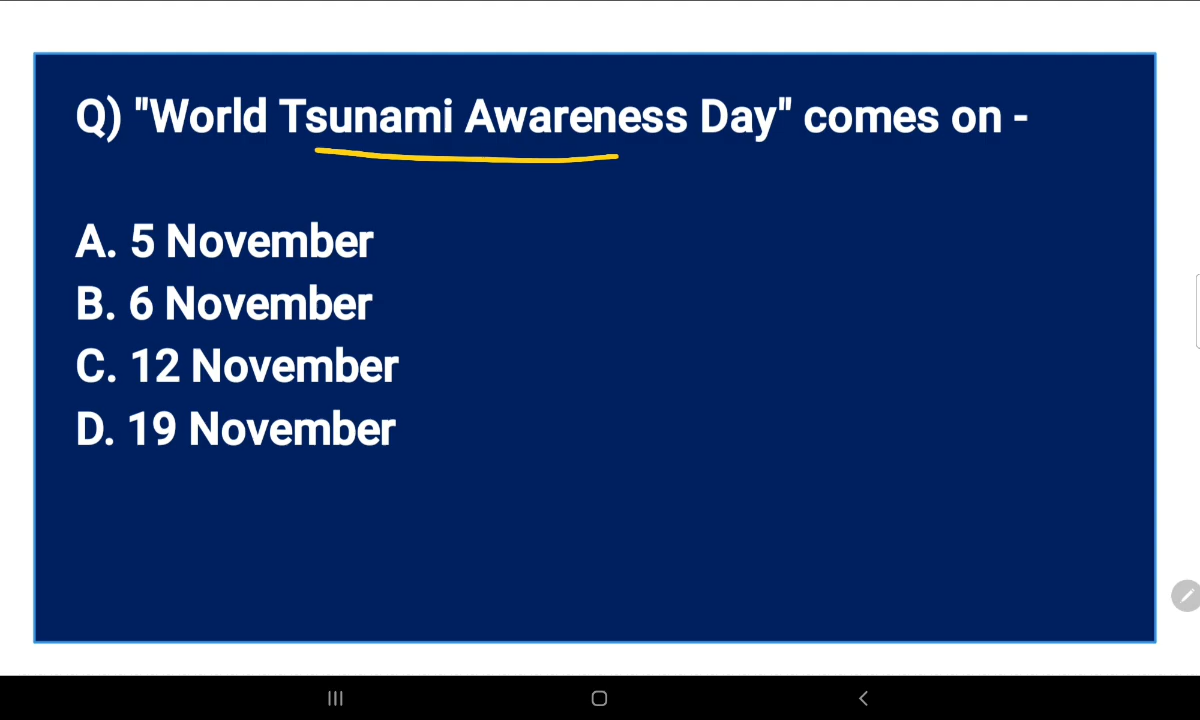 Q) "World Tsunami Awareness Day" comes on -
A. 5 November
B. 6 November
C. 12 November
D. 19 November